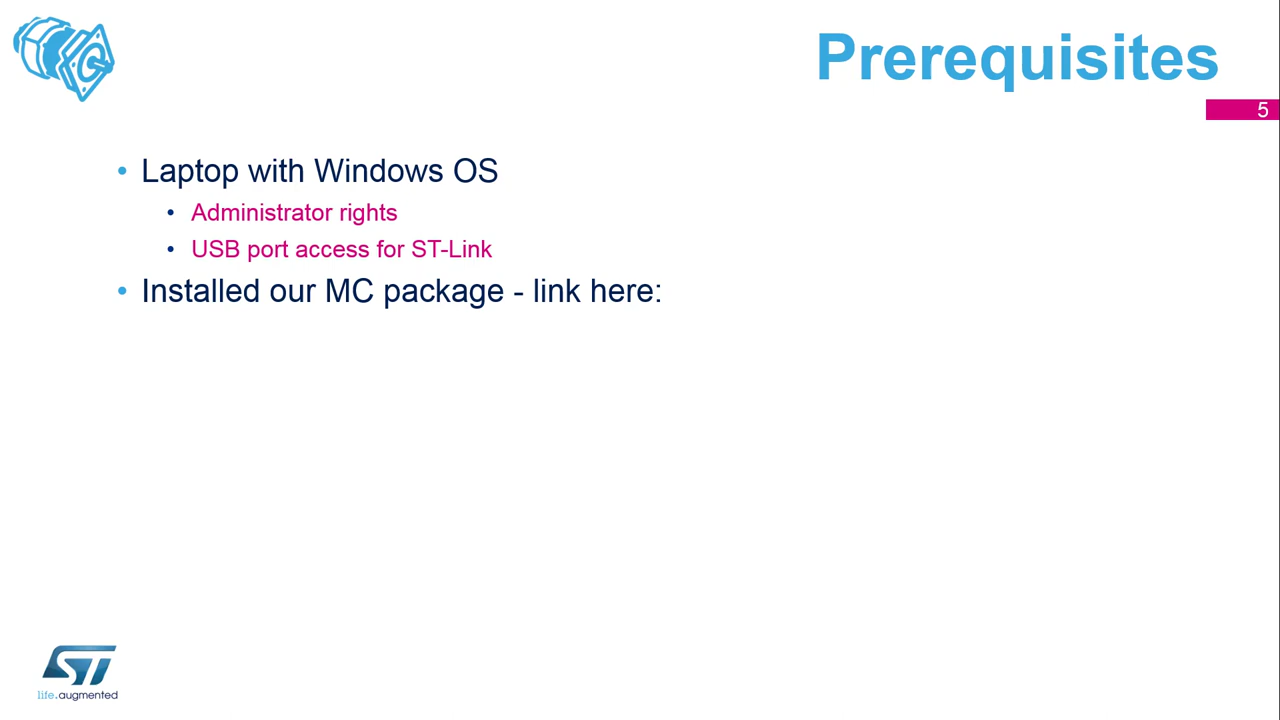 Prerequisites
5
• Laptop with Windows OS
• Administrator rights
• USB port access for ST-Link
• Installed our MC package - link here:
ST
life.augmented